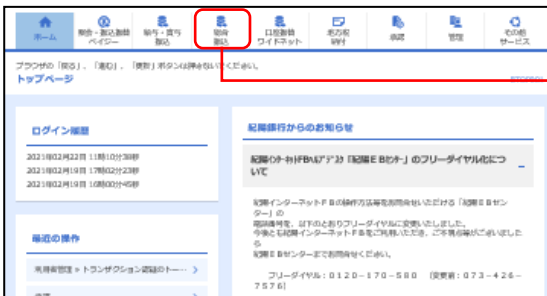 ホーム
照会・振込振替
ペイジー
給与・賞与
振込
総合
振込
口座振替
ワイドネット
地方税
納付
承認
管理
その他
サービス
ブラウザの「戻る」、「進む」、「更新」ボタンは押さないでください。
トップページ
ログイン履歴
2021年02月22日 11時10分38秒
2021年02月19日 17時02分23秒
2021年02月19日 16時00分45秒
最近の操作
利用者管理 » トランザクション認証のトー…
紀陽銀行からのお知らせ
紀陽インターネットFBヘルプデスク「紀陽ＥＢセンター」のフリーダイヤル化につ
いて
紀陽インターネットＦＢの操作方法等をお問合せいただける「紀陽ＥＢセン
ター」の
電話番号を、以下のとおりフリーダイヤルに変更いたしました。
今後とも紀陽インターネットＦＢをご利用いただき、ご不明点等がございました
ら
紀陽ＥＢセンターまでお問合せください。
フリーダイヤル：０１２０－１７０－５８０ （変更前：０７３－４２６－
７５７６）